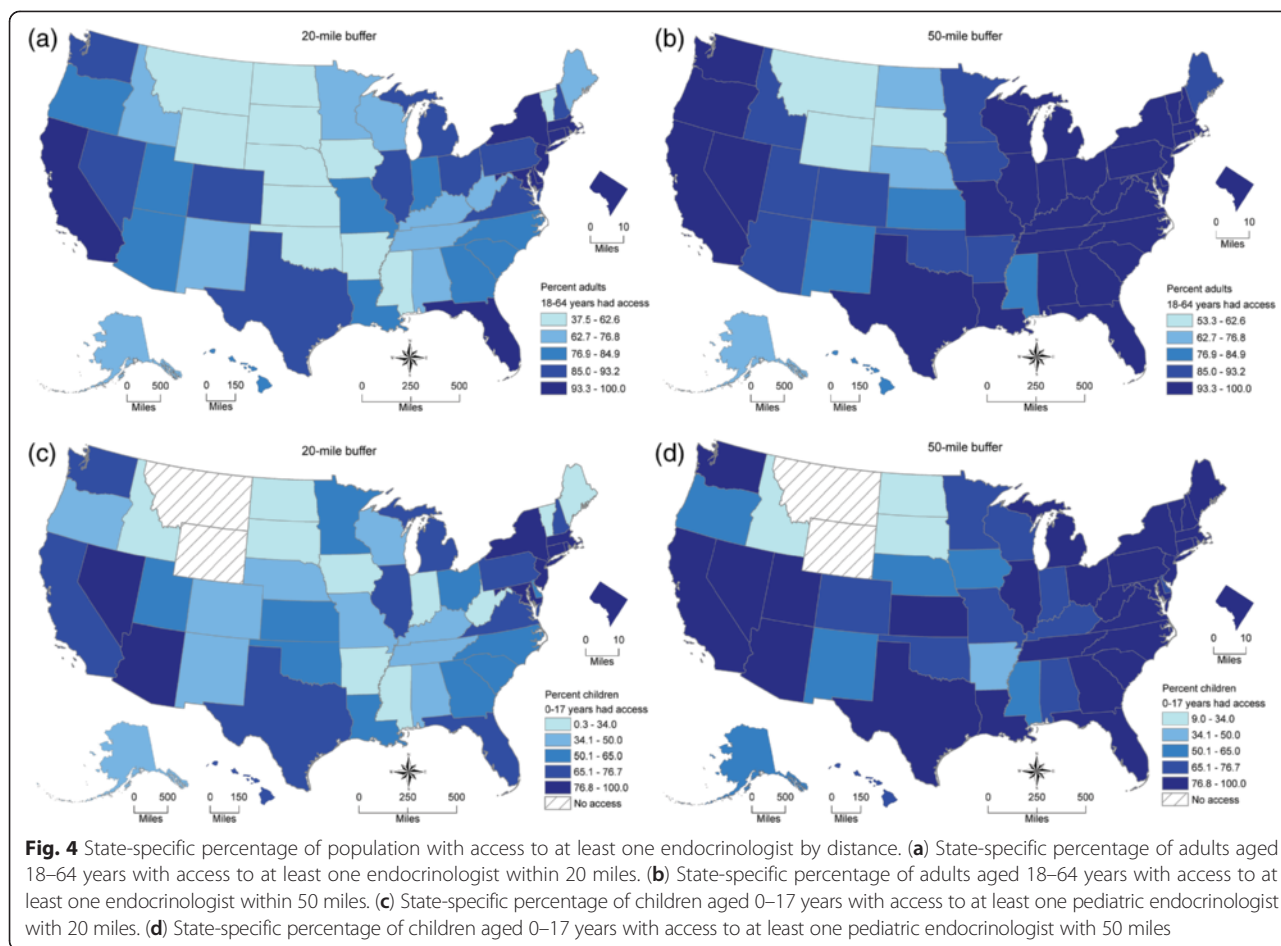 (a)
20-mile buffer
0 10
Miles
Percent adults
18-64 years had access
37.5 - 62.6
62.7 - 76.8
76.9 - 84.9
85.0 - 93.2
93.3 - 100.0
0 500
Miles
0 150
Miles
0 250 500
Miles
(b)
50-mile buffer
0 10
Miles
Percent adults
18-64 years had access
53.3 - 62.6
62.7 - 76.8
76.9 - 84.9
85.0 - 93.2
93.3 - 100.0
0 500
Miles
0 150
Miles
0 250 500
Miles
(c)
20-mile buffer
0 10
Miles
Percent children
0-17 years had access
0.3 - 34.0
34.1 - 50.0
50.1 - 65.0
65.1 - 76.7
76.8 - 100.0
No access
0 500
Miles
0 150
Miles
0 250 500
Miles
(d)
50-mile buffer
0 10
Miles
Percent children
0-17 years had access
9.0 - 34.0
34.1 - 50.0
50.1 - 65.0
65.1 - 76.7
76.8 - 100.0
No access
0 500
Miles
0 150
Miles
0 250 500
Miles
Fig. 4 State-specific percentage of population with access to at least one endocrinologist by distance. (a) State-specific percentage of adults aged
18–64 years with access to at least one endocrinologist within 20 miles. (b) State-specific percentage of adults aged 18–64 years with access to at
least one endocrinologist within 50 miles. (c) State-specific percentage of children aged 0–17 years with access to at least one pediatric endocrinologist
with 20 miles. (d) State-specific percentage of children aged 0–17 years with access to at least one pediatric endocrinologist with 50 miles